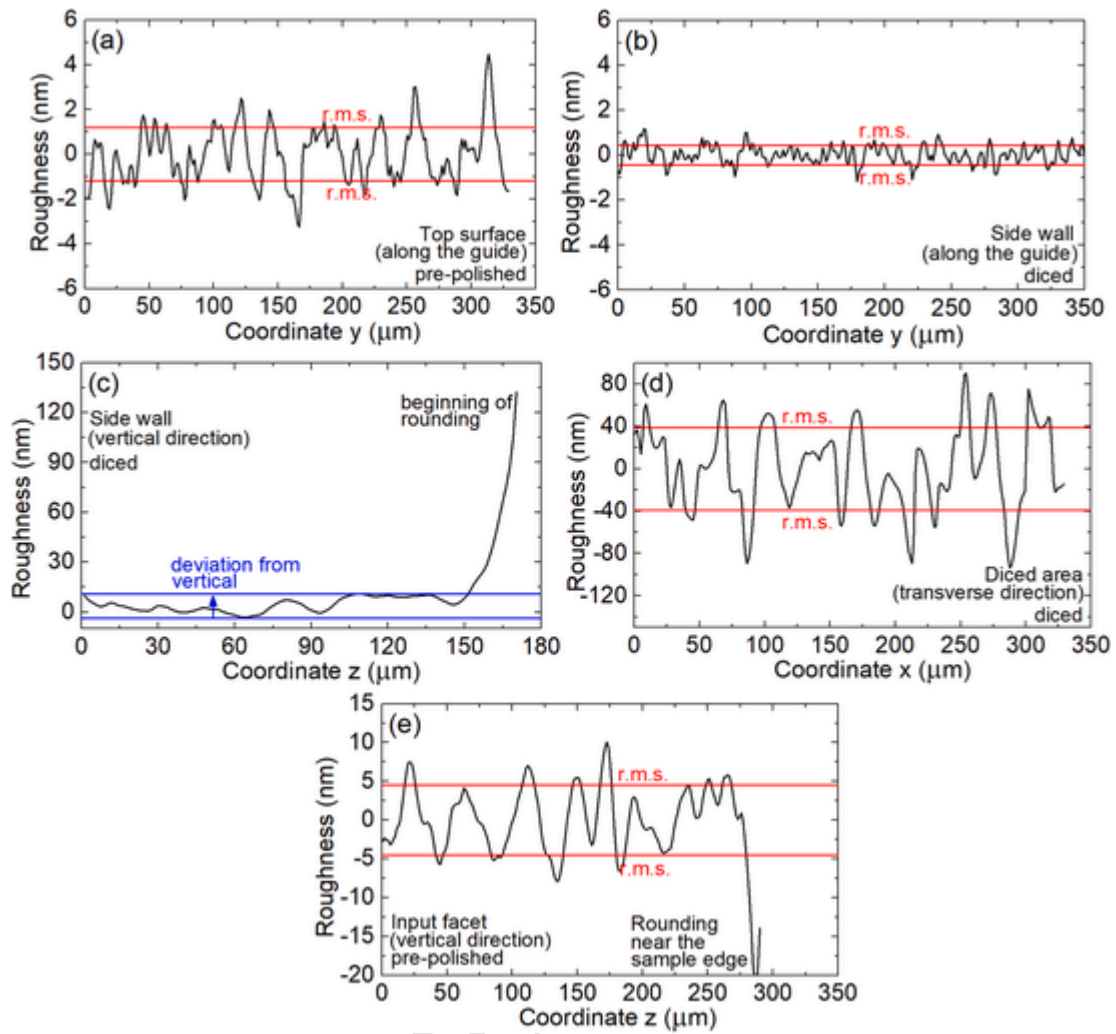 (a)
6
4
2
0
-2
-4
-6
Roughness (nm)
r.m.s.
r.m.s.
Top surface
(along the guide)
pre-polished
0 50 100 150 200 250 300 350
Coordinate y (μm)
(b)
6
4
2
0
-2
-4
-6
Roughness (nm)
r.m.s.
r.m.s.
Side wall
(along the guide)
diced
0 50 100 150 200 250 300 350
Coordinate y (μm)
(c)
150
120
90
60
30
0
Roughness (nm)
Side wall
(vertical direction)
diced
beginning of
rounding
deviation from
vertical
0 30 60 90 120 150 180
Coordinate z (μm)
(d)
80
40
0
-40
-80
-120
Roughness (nm)
r.m.s.
r.m.s.
Diced area
(transverse direction)
diced
0 50 100 150 200 250 300 350
Coordinate x (μm)
(e)
15
10
5
0
-5
-10
-15
-20
Roughness (nm)
r.m.s.
r.m.s.
Input facet
(vertical direction)
pre-polished
Rounding
near the
sample edge
0 50 100 150 200 250 300 350
Coordinate z (μm)